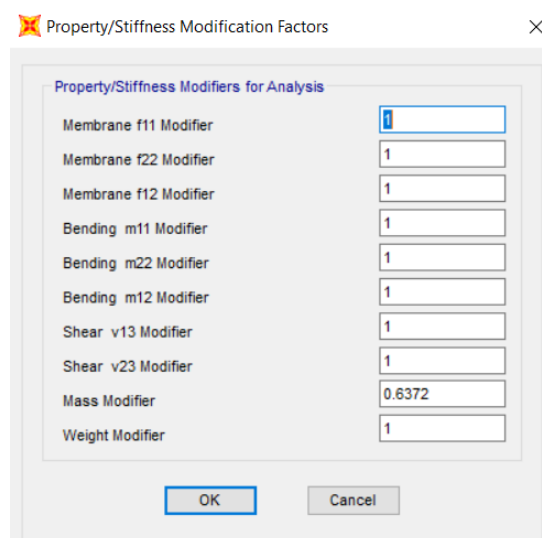 Property/Stiffness Modification Factors
Property/Stiffness Modifiers for Analysis
Membrane f11 Modifier 1
Membrane f22 Modifier 1
Membrane f12 Modifier 1
Bending m11 Modifier 1
Bending m22 Modifier 1
Bending m12 Modifier 1
Shear v13 Modifier 1
Shear v23 Modifier 1
Mass Modifier 0.6372
Weight Modifier 1
OK Cancel